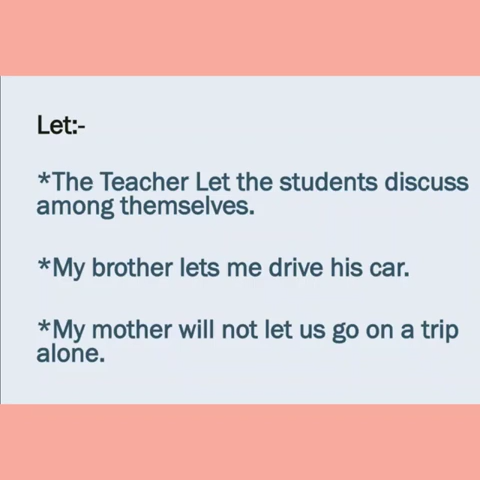 Let:-
*The Teacher Let the students discuss
among themselves.
*My brother lets me drive his car.
*My mother will not let us go on a trip
alone.